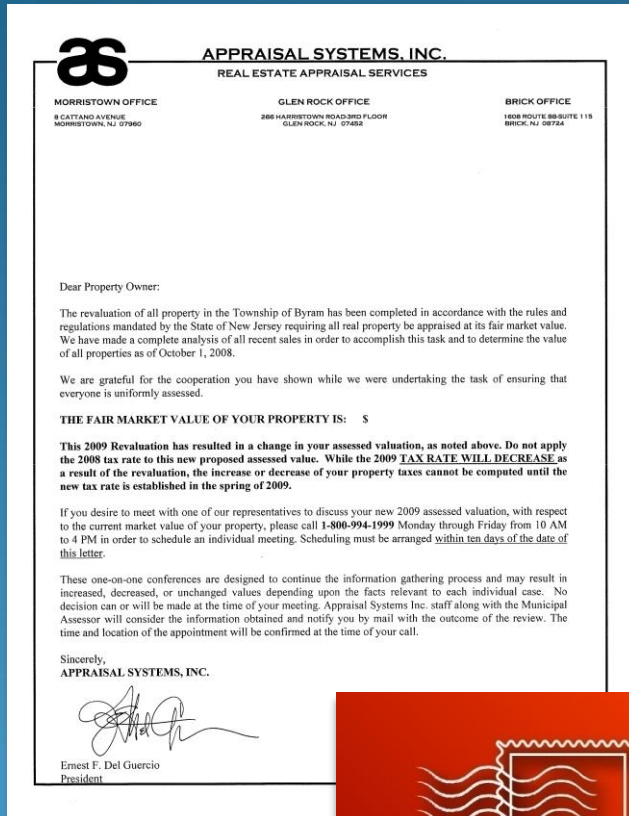 as
APPRAISAL SYSTEMS, INC.
REAL ESTATE APPRAISAL SERVICES
MORRISTOWN OFFICE
8 CATTANO AVENUE
MORRISTOWN, NJ 07960
GLEN ROCK OFFICE
266 HARRISTOWN ROAD-3RD FLOOR
GLEN ROCK, NJ 07452
BRICK OFFICE
1608 ROUTE 88-SUITE 115
BRICK, NJ 08724
Dear Property Owner:
The revaluation of all property in the Township of Byram has been completed in accordance with the rules and
regulations mandated by the State of New Jersey requiring all real property be appraised at its fair market value.
We have made a complete analysis of all recent sales in order to accomplish this task and to determine the value
of all properties as of October 1, 2008.
We are grateful for the cooperation you have shown while we were undertaking the task of ensuring that
everyone is uniformly assessed.
THE FAIR MARKET VALUE OF YOUR PROPERTY IS: $
This 2009 Revaluation has resulted in a change in your assessed valuation, as noted above. Do not apply
the 2008 tax rate to this new proposed assessed value. While the 2009 TAX RATE WILL DECREASE as
a result of the revaluation, the increase or decrease of your property taxes cannot be computed until the
new tax rate is established in the spring of 2009.
If you desire to meet with one of our representatives to discuss your new 2009 assessed valuation, with respect
to the current market value of your property, please call 1-800-994-1999 Monday through Friday from 10 AM
to 4 PM in order to schedule an individual meeting. Scheduling must be arranged within ten days of the date of
this letter.
These one-on-one conferences are designed to continue the information gathering process and may result in
increased, decreased, or unchanged values depending upon the facts relevant to each individual case. No
decision can or will be made at the time of your meeting. Appraisal Systems Inc. staff along with the Municipal
Assessor will consider the information obtained and notify you by mail with the outcome of the review. The
time and location of the appointment will be confirmed at the time of your call.
Sincerely,
APPRAISAL SYSTEMS, INC.
Ernest F. Del Guercio
President